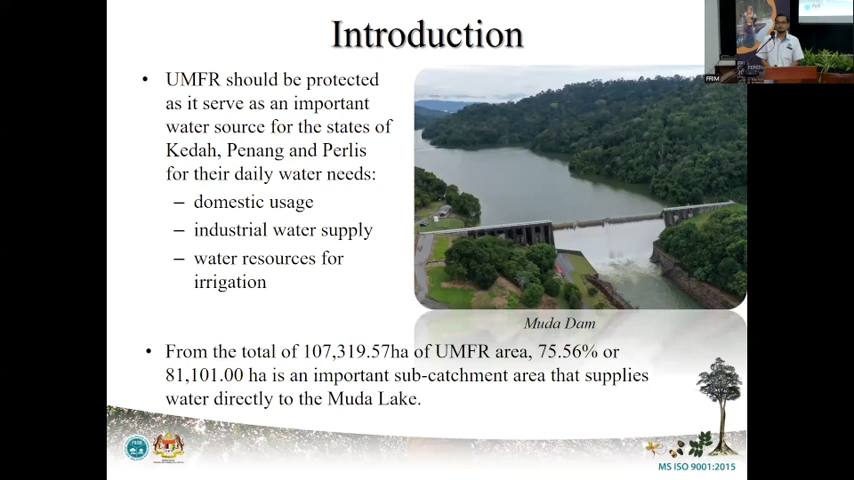 Introduction
• UMFR should be protected
as it serve as an important
water source for the states of
Kedah, Penang and Perlis
for their daily water needs:
– domestic usage
– industrial water supply
– water resources for
irrigation
Muda Dam
• From the total of 107,319.57ha of UMFR area, 75.56% or
81,101.00 ha is an important sub-catchment area that supplies
water directly to the Muda Lake.
MS ISO 9001:2015
FRIM